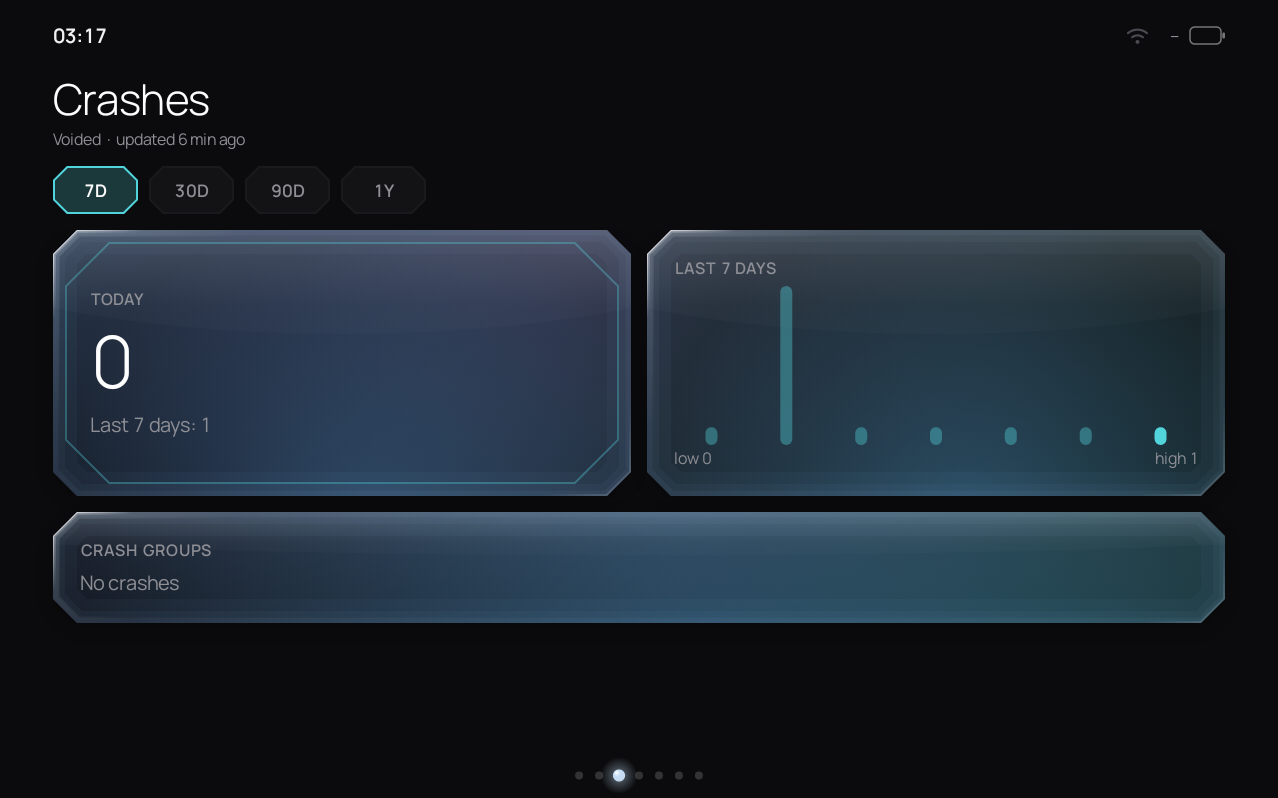 03:17
–
Crashes
Voided · updated 6 min ago
7D 30D 90D 1Y
TODAY
0
Last 7 days: 1
LAST 7 DAYS
low 0 high 1
CRASH GROUPS
No crashes